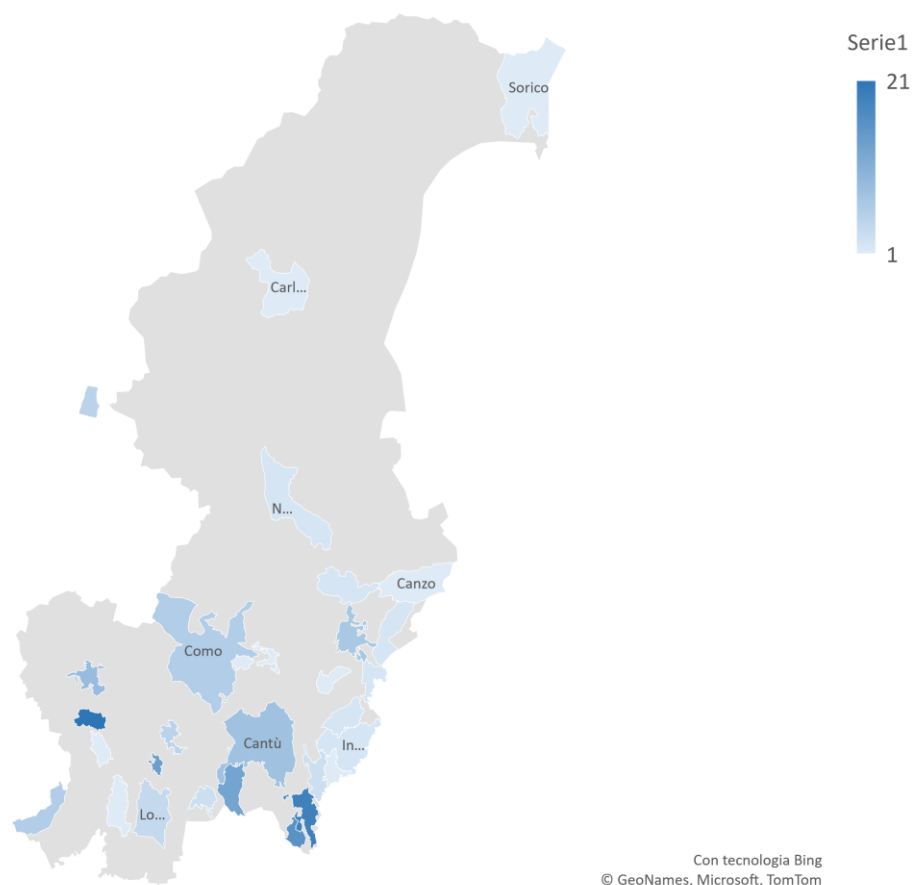 Serie1
21
1
Sorico
Carl...
N...
Canzo
Como
Cantù
In...
Lo...
Con tecnologia Bing
© GeoNames, Microsoft, TomTom